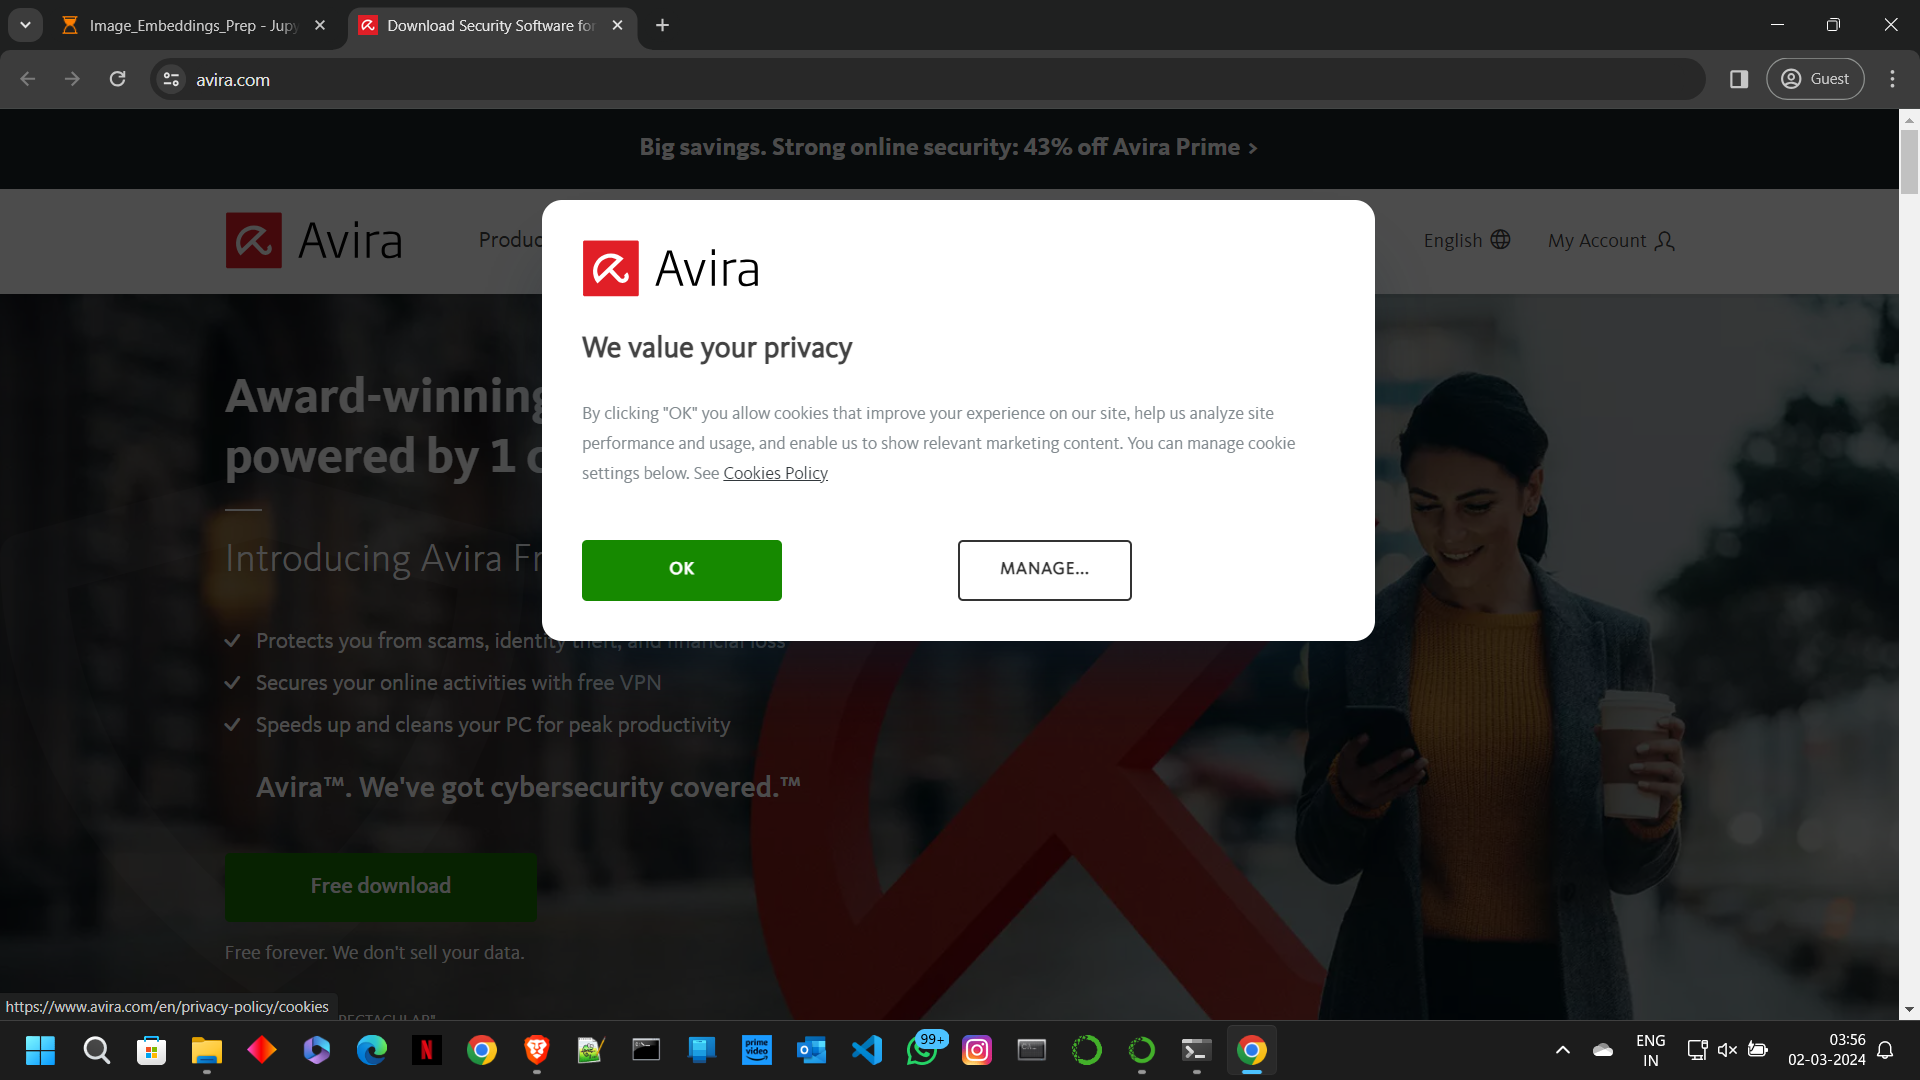 Image_Embeddings_Prep - Jupy
Download Security Software for
avira.com
Guest
Big savings. Strong online security: 43% off Avira Prime >
Avira
Produc
English
My Account
Avira
We value your privacy
By clicking "OK" you allow cookies that improve your experience on our site, help us analyze site
performance and usage, and enable us to show relevant marketing content. You can manage cookie
settings below. See Cookies Policy
OK
MANAGE...
Award-winning
powered by 1
Introducing Avira Fr
Protects you from scams, identity theft, and financial loss
Secures your online activities with free VPN
Speeds up and cleans your PC for peak productivity
Avira™. We've got cybersecurity covered.™
Free download
Free forever. We don't sell your data.
https://www.avira.com/en/privacy-policy/cookies
N
prime video
99+
ENG
IN
03:56
02-03-2024